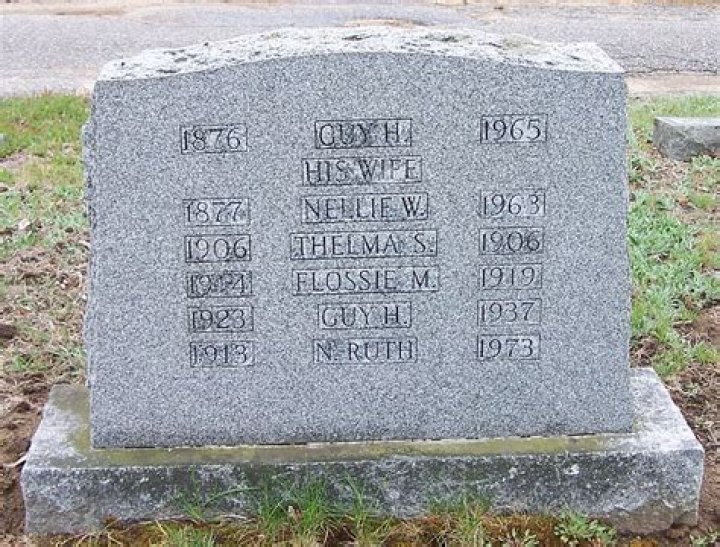 1876 GUY H. 1965
HIS WIFE
1877 NELLIE W. 1963
1906 THELMA S. 1906
FLOSSIE M. 1919
1923 GUY H. 1937
1913 N. RUTH 1973